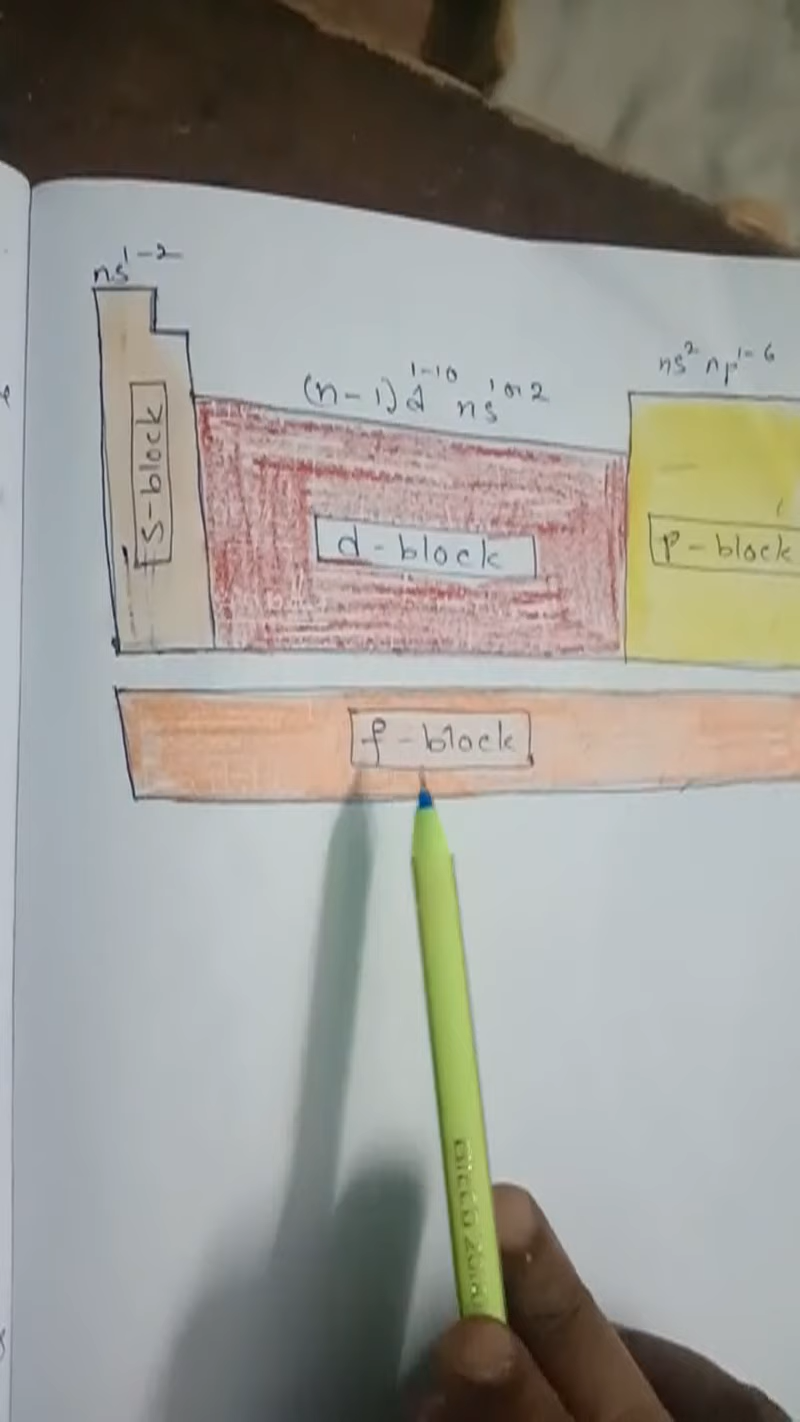 ns¹⁻²
(n-1)d¹⁻¹⁰ ns¹ ᵒʳ ²
ns² np¹⁻⁶
S-block
d-block
p-block
f-block